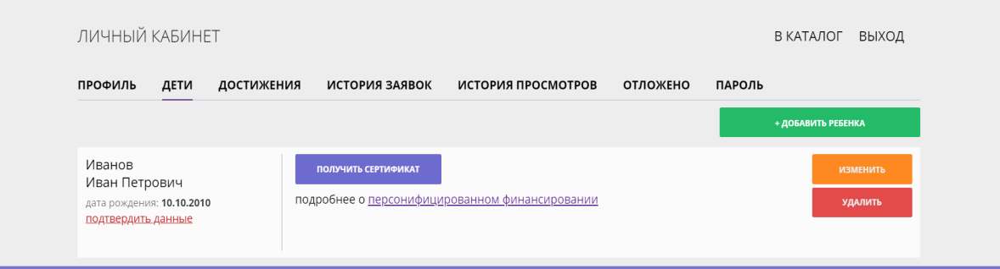 ЛИЧНЫЙ КАБИНЕТ
В КАТАЛОГ ВЫХОД
ПРОФИЛЬ ДЕТИ ДОСТИЖЕНИЯ ИСТОРИЯ ЗАЯВОК ИСТОРИЯ ПРОСМОТРОВ ОТЛОЖЕНО ПАРОЛЬ
+ ДОБАВИТЬ РЕБЕНКА
Иванов
Иван Петрович
дата рождения: 10.10.2010
подтвердить данные
ПОЛУЧИТЬ СЕРТИФИКАТ
подробнее о персонифицированном финансировании
ИЗМЕНИТЬ
УДАЛИТЬ